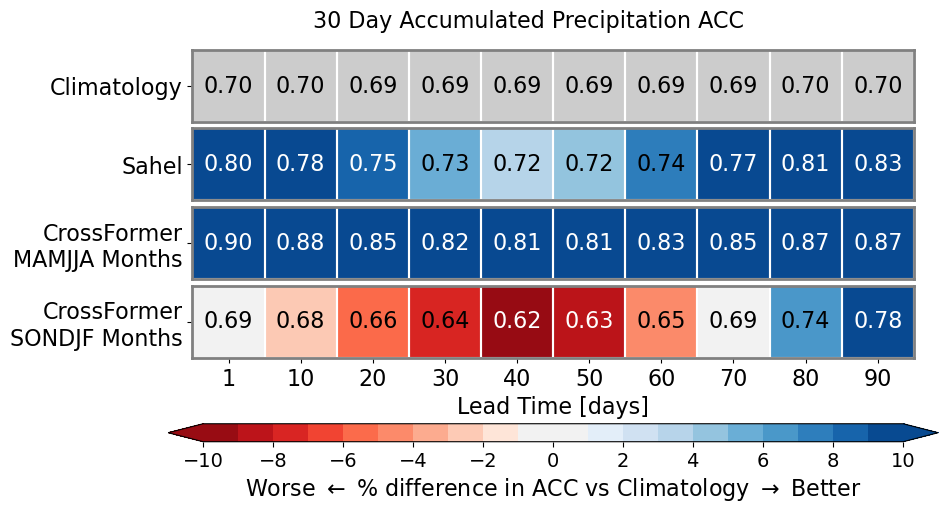 30 Day Accumulated Precipitation ACC
Climatology 0.70 0.70 0.69 0.69 0.69 0.69 0.69 0.69 0.70 0.70
Sahel 0.80 0.78 0.75 0.73 0.72 0.72 0.74 0.77 0.81 0.83
CrossFormer
MAMJJA Months 0.90 0.88 0.85 0.82 0.81 0.81 0.83 0.85 0.87 0.87
CrossFormer
SONDJF Months 0.69 0.68 0.66 0.64 0.62 0.63 0.65 0.69 0.74 0.78
1 10 20 30 40 50 60 70 80 90
Lead Time [days]
−10 −8 −6 −4 −2 0 2 4 6 8 10
Worse ← % difference in ACC vs Climatology → Better